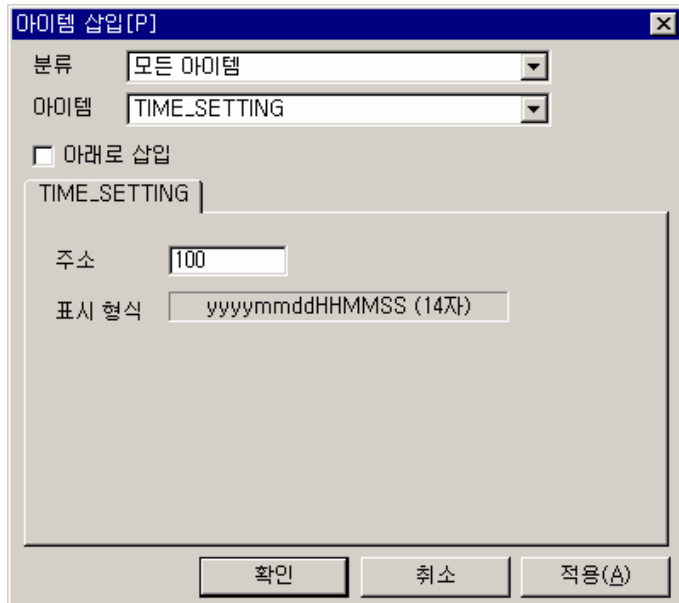 아이템 삽입[P]
분류 모든 아이템
아이템 TIME_SETTING
아래로 삽입
TIME_SETTING
주소 100
표시 형식 yyyymmddHHMMSS (14자)
확인 취소 적용(A)